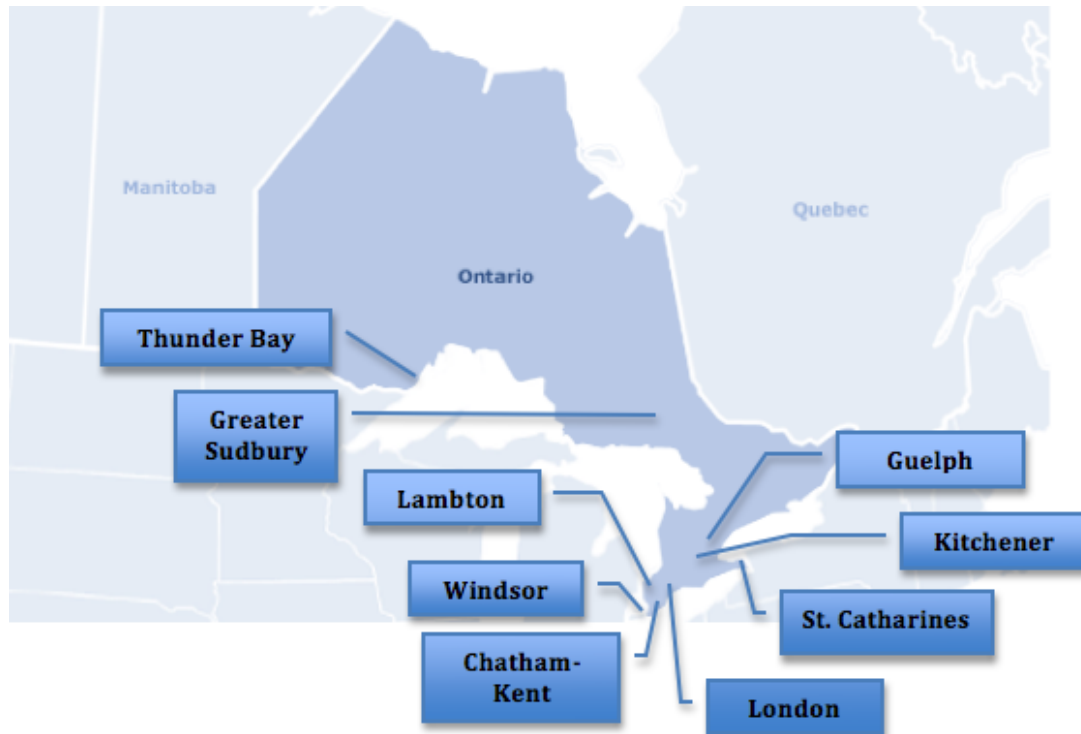 Manitoba
Quebec
Ontario
Thunder Bay
Greater
Sudbury
Guelph
Lambton
Kitchener
Windsor
St. Catharines
Chatham-
Kent
London